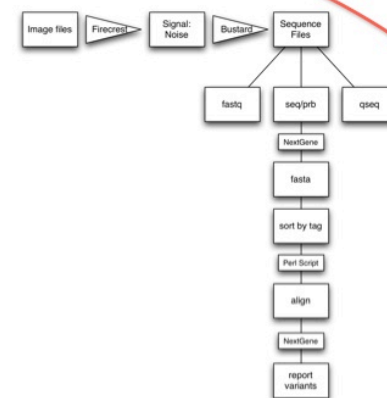 Image files
Firecrest
Signal:
Noise
Bustard
Sequence
Files
fastq
seq/prb
qseq
NextGene
fasta
sort by tag
Perl Script
align
NextGene
report
variants